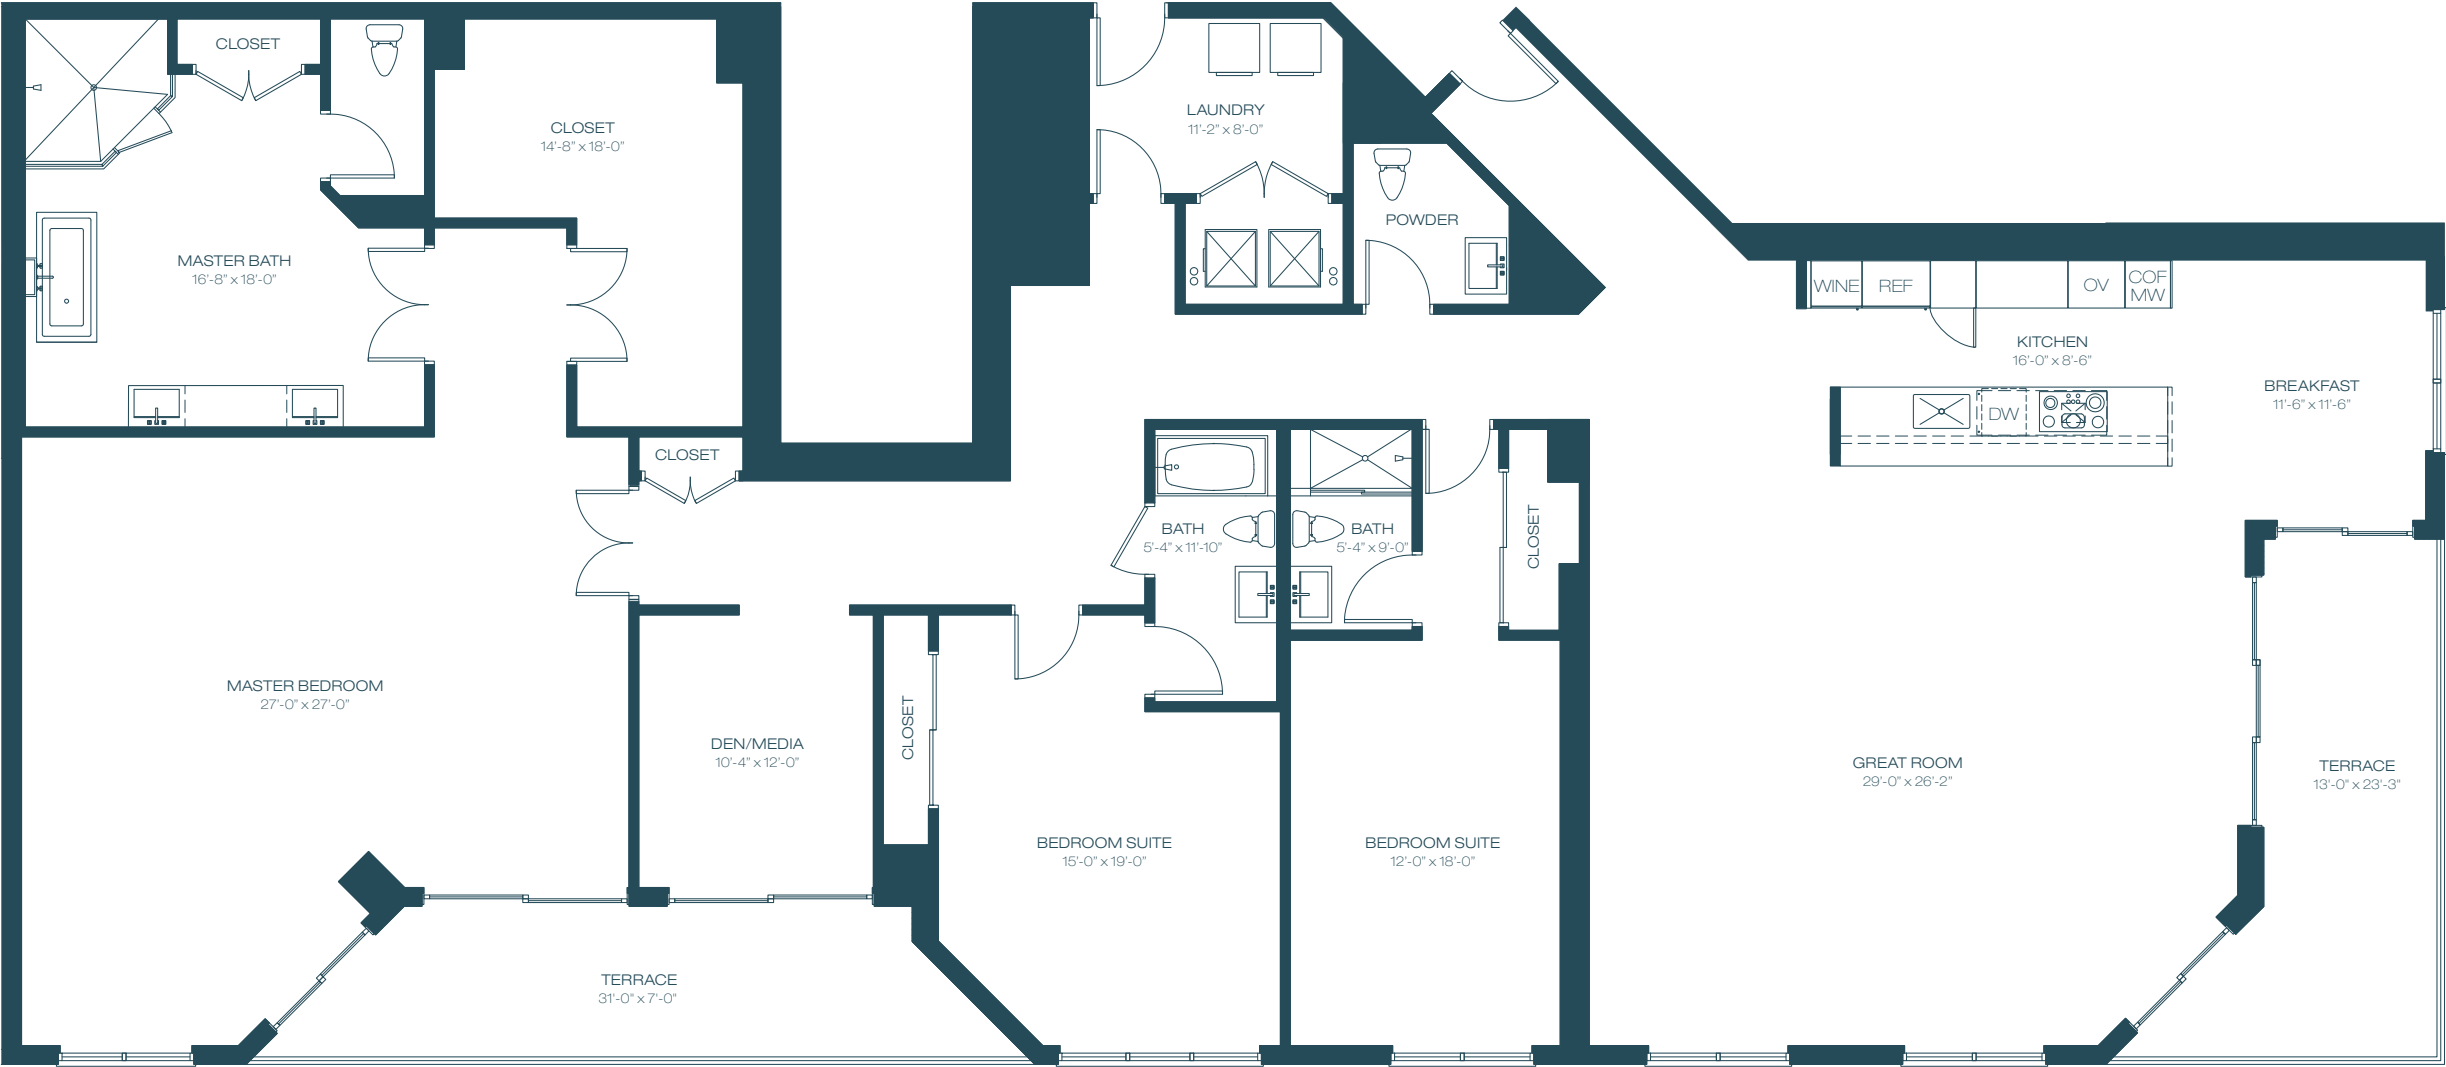 CLOSET
CLOSET
14'-8" x 18'-0"
LAUNDRY
11'-2" x 8'-0"
POWDER
MASTER BATH
16'-8" x 18'-0"
WINE
REF
OV
COF
MW
KITCHEN
16'-0" x 8'-6"
BREAKFAST
11'-6" x 11'-6"
DW
CLOSET
BATH
5'-4" x 11'-10"
BATH
5'-4" x 9'-0"
CLOSET
MASTER BEDROOM
27'-0" x 27'-0"
CLOSET
DEN/MEDIA
10'-4" x 12'-0"
GREAT ROOM
29'-0" x 26'-2"
TERRACE
13'-0" x 23'-3"
BEDROOM SUITE
15'-0" x 19'-0"
BEDROOM SUITE
12'-0" x 18'-0"
TERRACE
31'-0" x 7'-0"